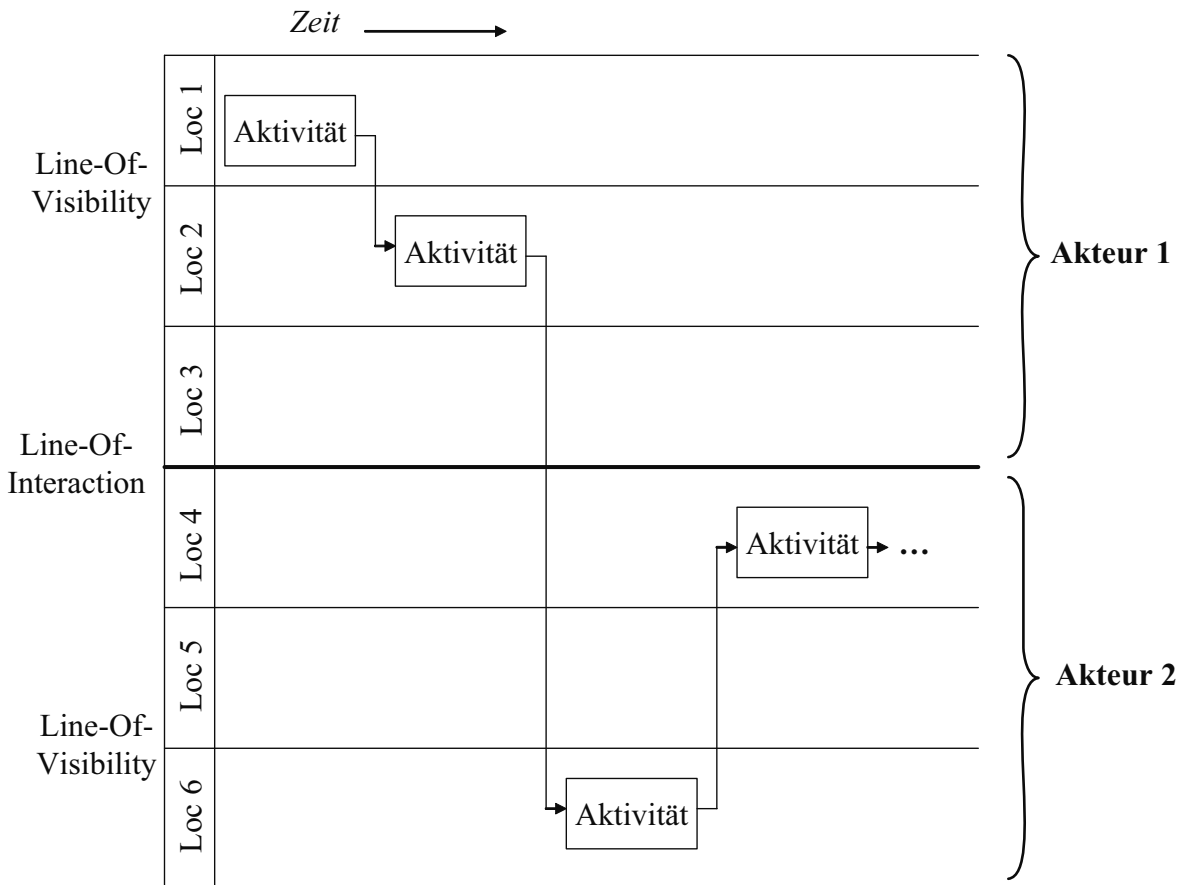 Zeit
Line-Of-
Visibility
Loc 1
Aktivität
Loc 2
Aktivität
Akteur 1
Loc 3
Line-Of-
Interaction
Loc 4
Aktivität
...
Loc 5
Akteur 2
Line-Of-
Visibility
Loc 6
Aktivität